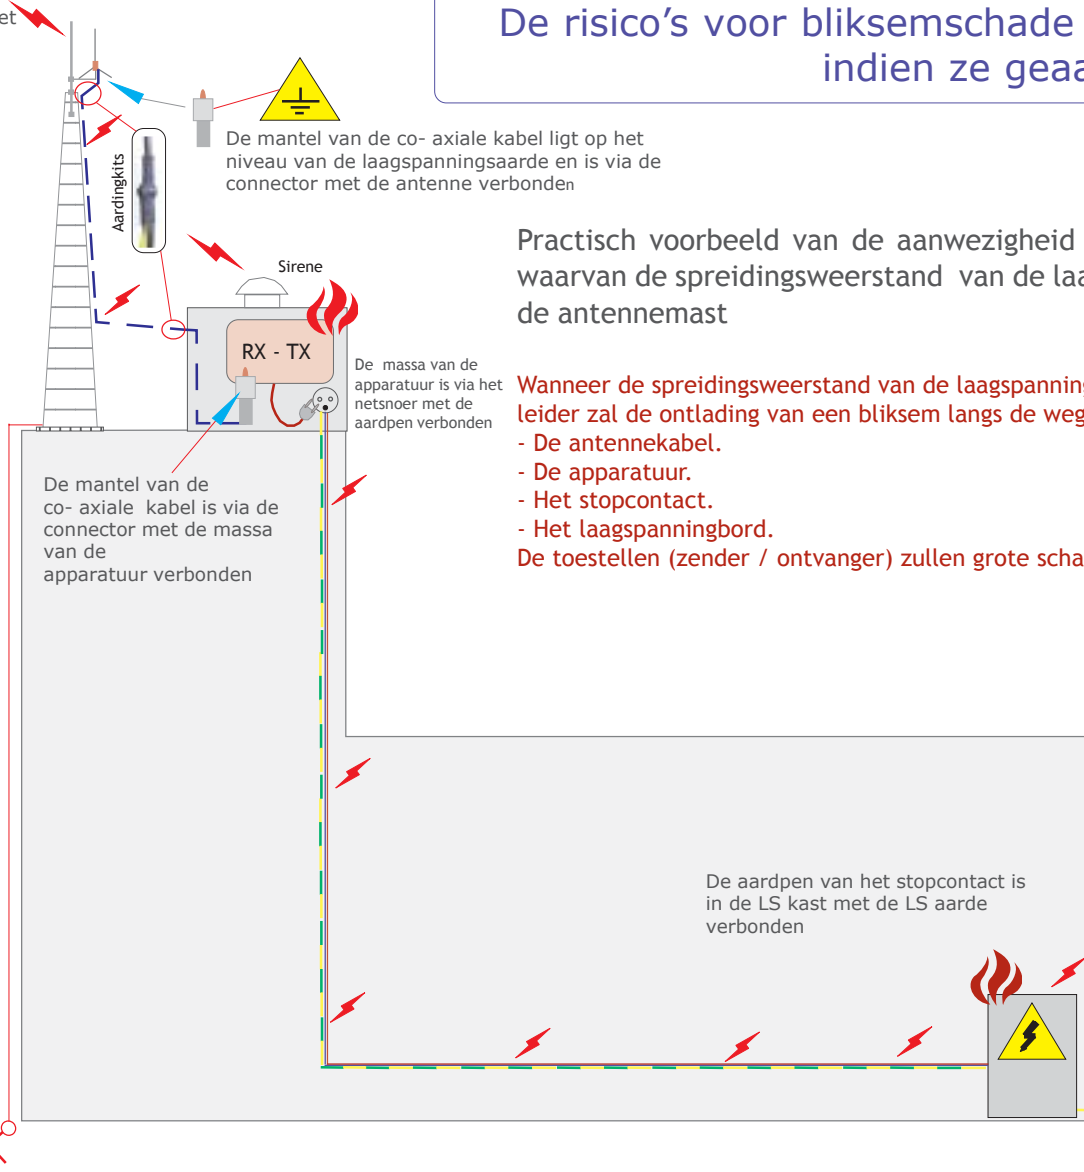 et
De risico’s voor bliksemschade
indien ze geaa
De mantel van de co- axiale kabel ligt op het
niveau van de laagspanningsaarde en is via de
connector met de antenne verbonden
Aardingkits
Practisch voorbeeld van de aanwezigheid
waarvan de spreidingsweerstand van de laa
de antennemast
Sirene
RX - TX
De massa van de
apparatuur is via het
netsnoer met de
aardpen verbonden
Wanneer de spreidingsweerstand van de laagspanning
leider zal de ontlading van een bliksem langs de weg
- De antennekabel.
- De apparatuur.
- Het stopcontact.
- Het laagspanningbord.
De toestellen (zender / ontvanger) zullen grote scha
De mantel van de
co- axiale kabel is via de
connector met de massa
van de
apparatuur verbonden
De aardpen van het stopcontact is
in de LS kast met de LS aarde
verbonden